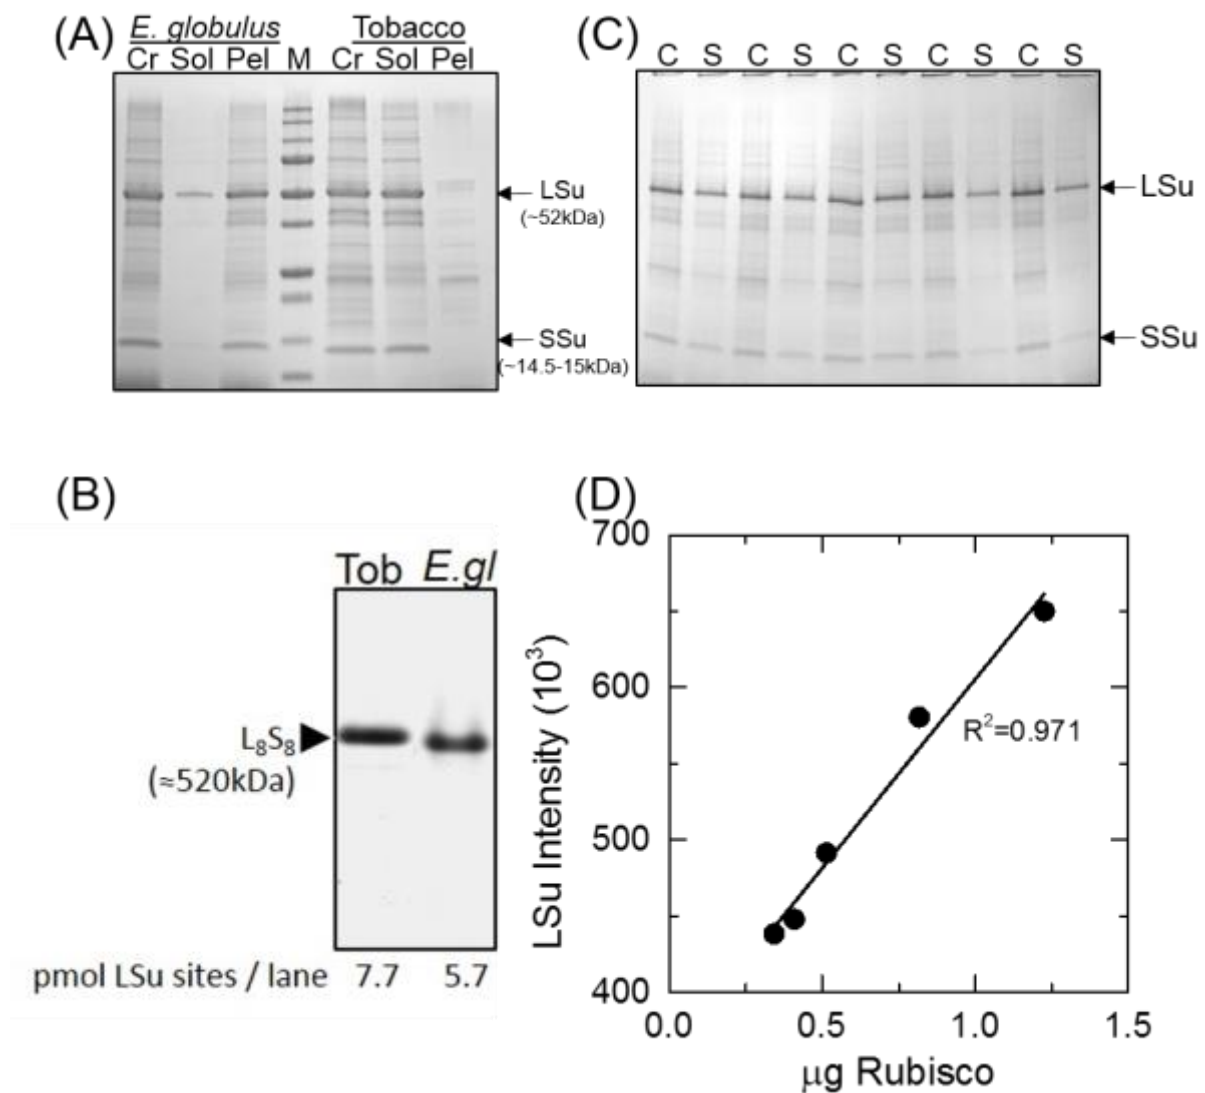 (A)
E. globulus Tobacco
Cr Sol Pel M Cr Sol Pel
LSu
(~52kDa)
SSu
(~14.5-15kDa)
(C)
C S C S C S C S C S
LSu
SSu
(B)
Tob E.gl
L₈S₈
(≈520kDa)
pmol LSu sites / lane 7.7 5.7
(D)
700
600
500
400
LSu Intensity (10³)
R²=0.971
0.0 0.5 1.0 1.5
μg Rubisco